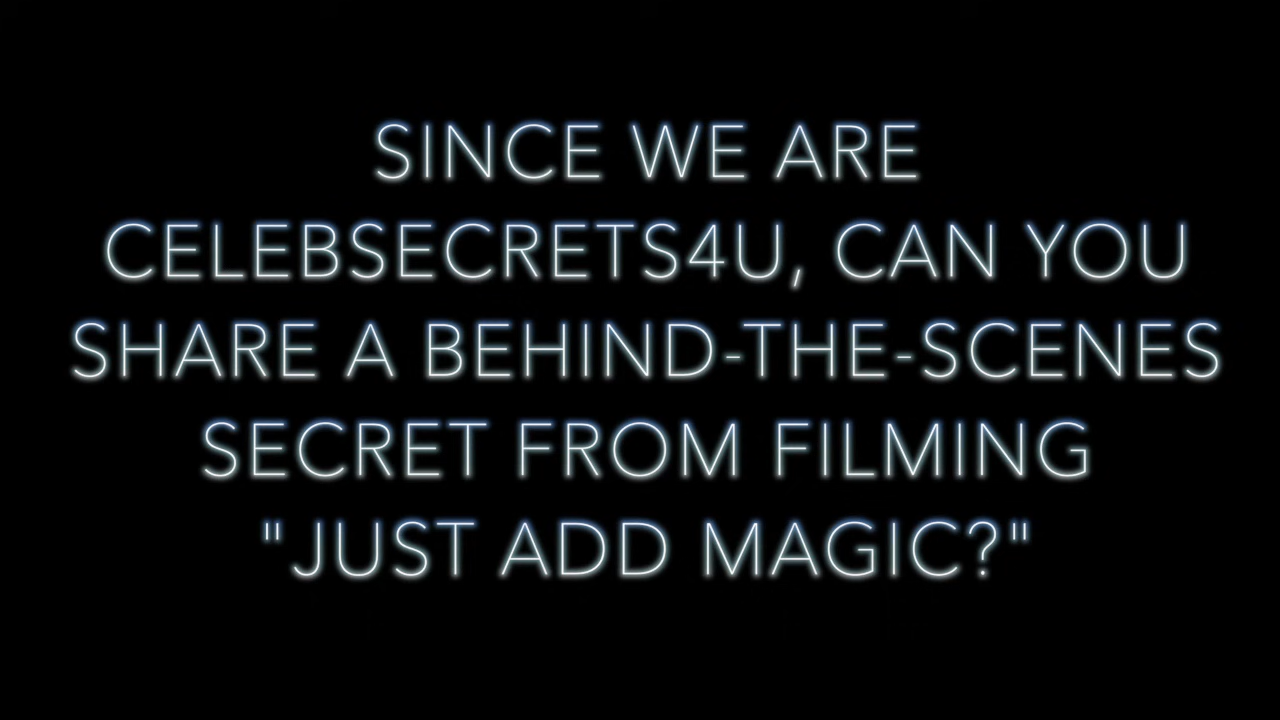 SINCE WE ARE
CELEBSECRETS4U, CAN YOU
SHARE A BEHIND-THE-SCENES
SECRET FROM FILMING
"JUST ADD MAGIC?"